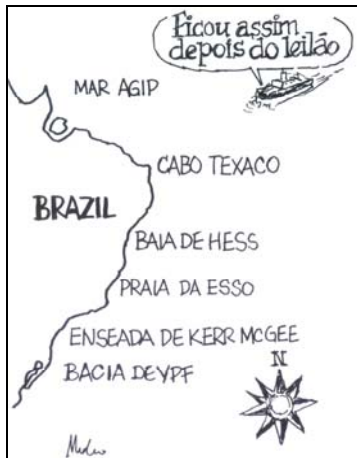 Ficou assim
depois do leilão
MAR AGIP
CABO TEXACO
BRAZIL
BAIA DE HESS
PRAIA DA ESSO
ENSEADA DE KERR MCGEE
N
BACIA DE YPF